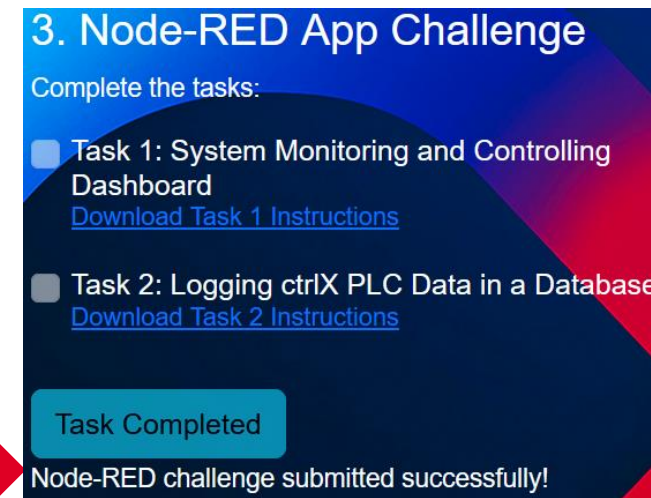 3. Node-RED App Challenge
Complete the tasks:
Task 1: System Monitoring and Controlling
Dashboard
Download Task 1 Instructions
Task 2: Logging ctrlX PLC Data in a Database
Download Task 2 Instructions
Task Completed
Node-RED challenge submitted successfully!